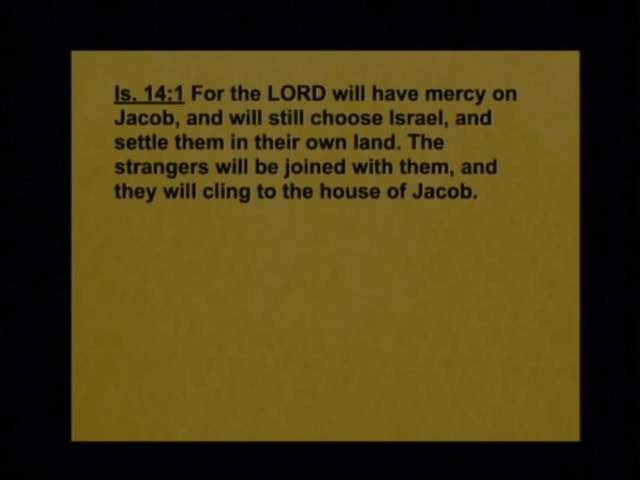 Is. 14:1 For the LORD will have mercy on
Jacob, and will still choose Israel, and
settle them in their own land. The
strangers will be joined with them, and
they will cling to the house of Jacob.